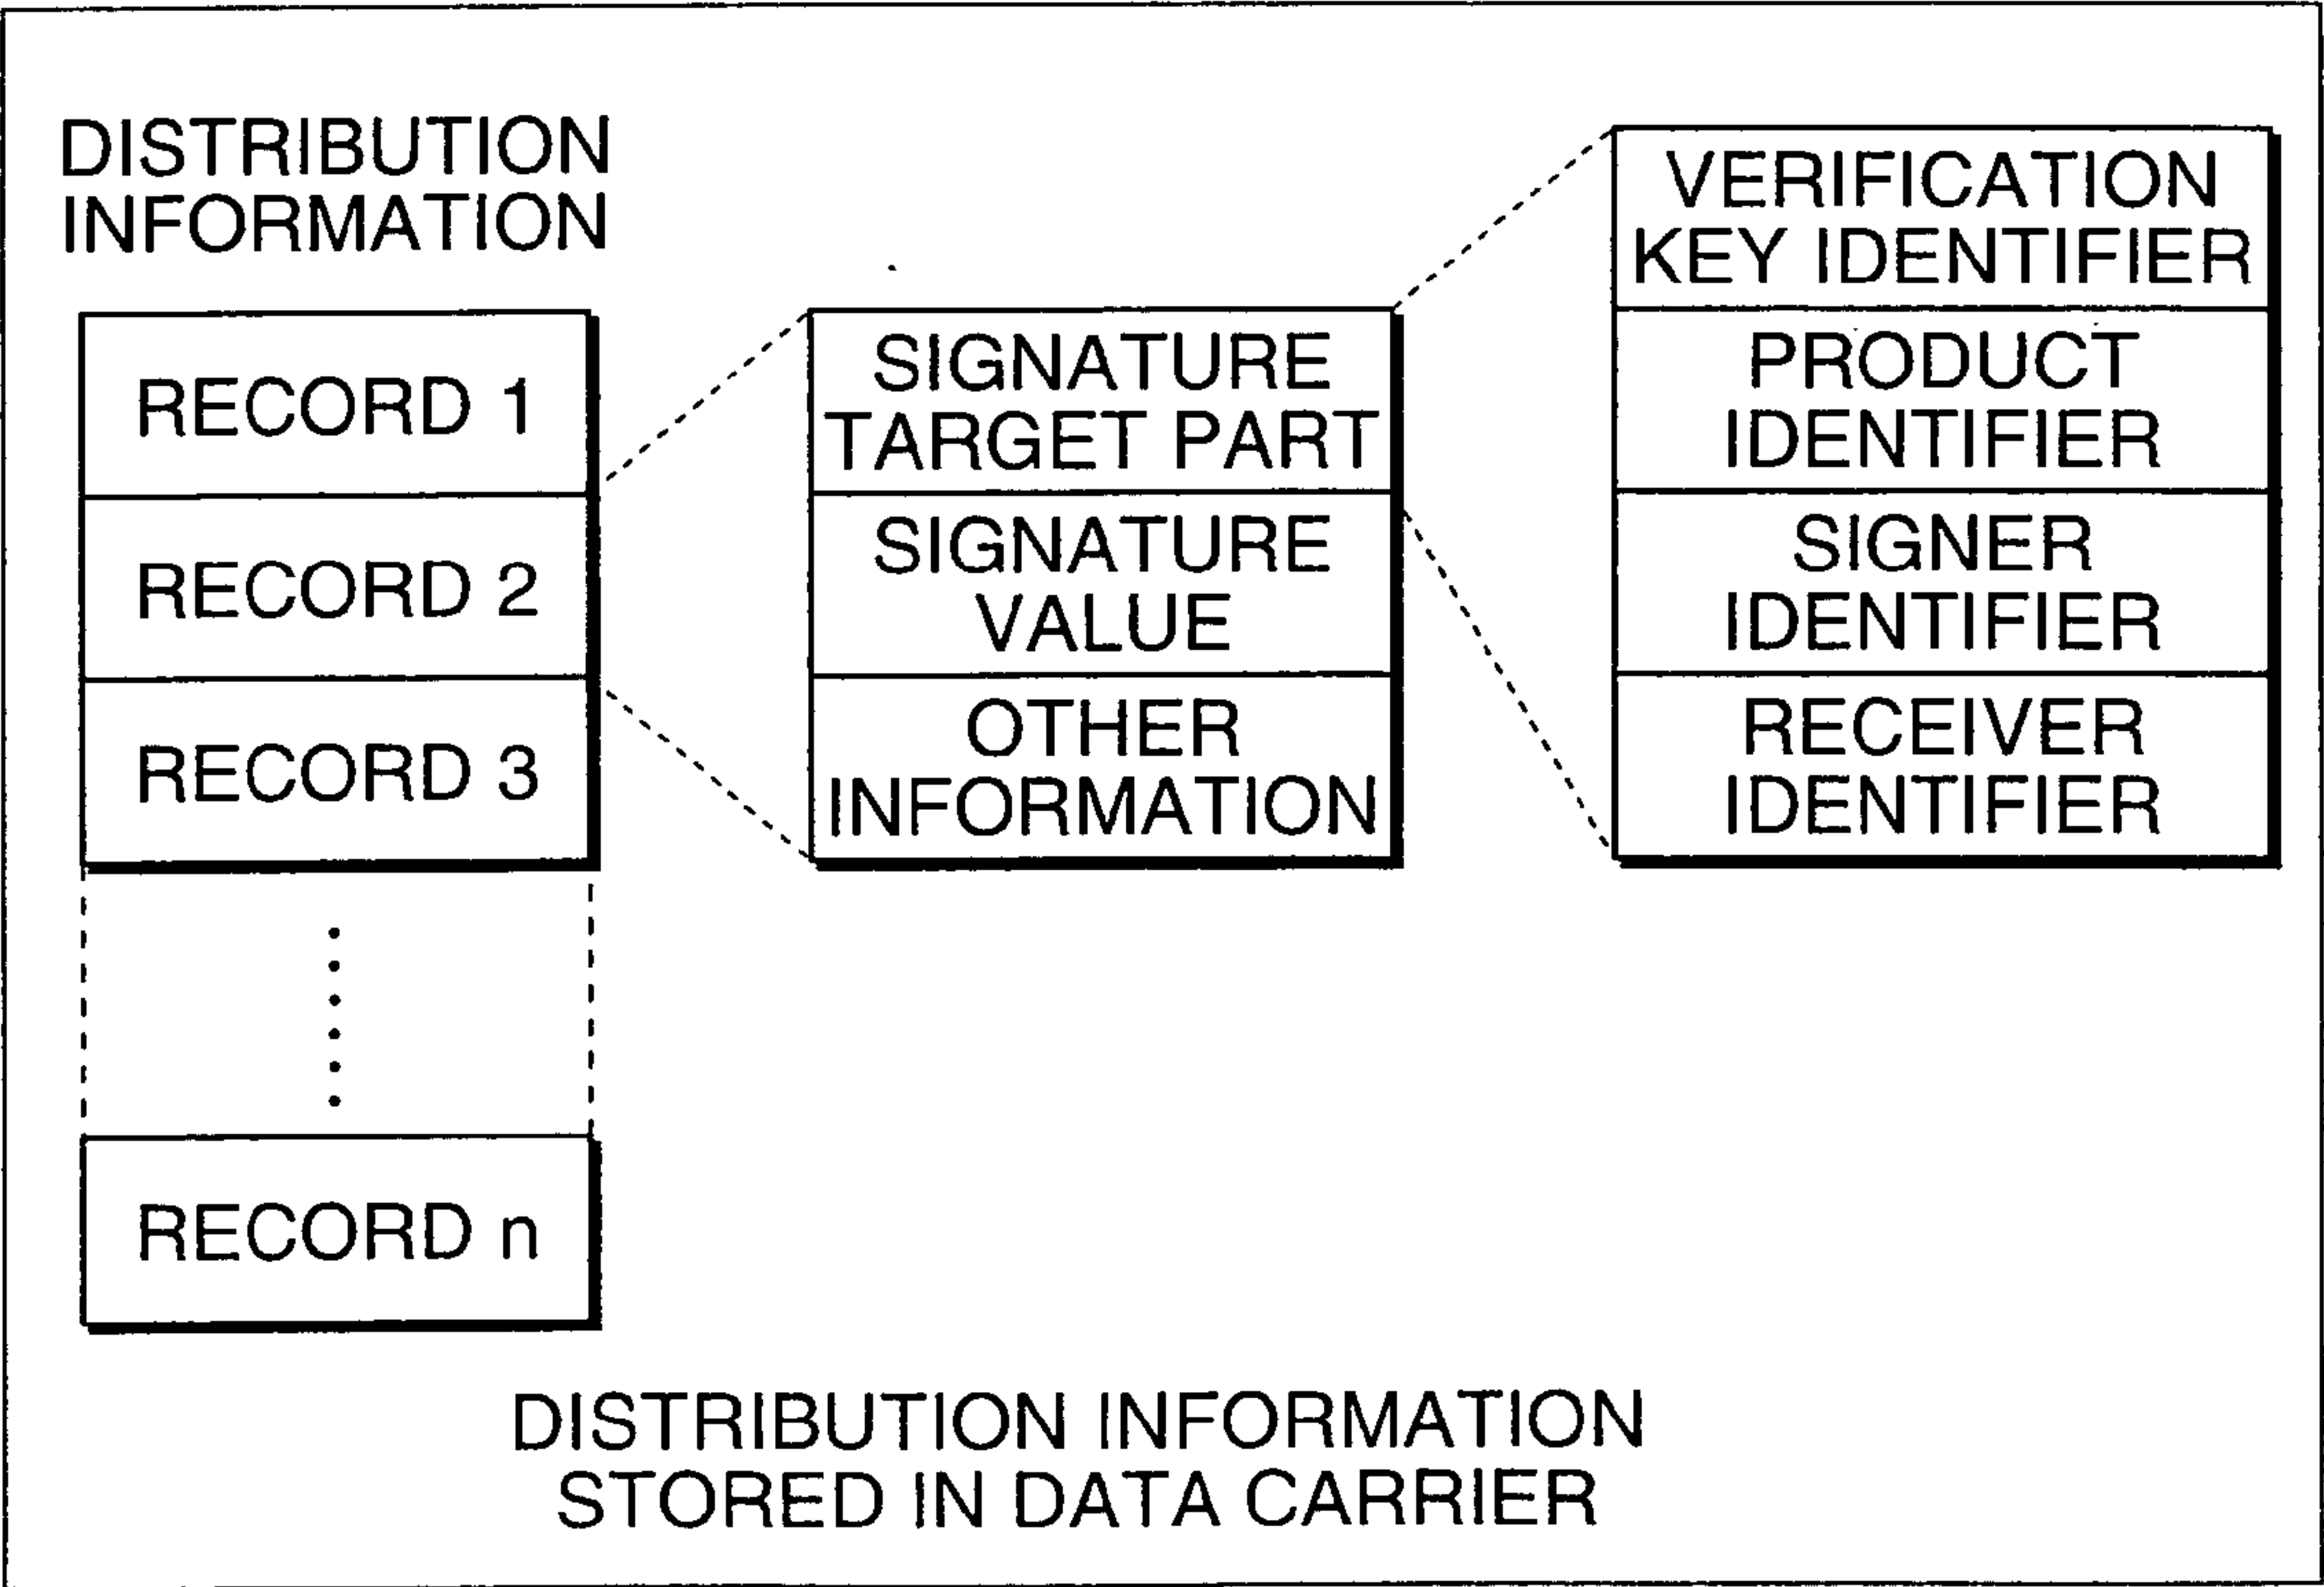 DISTRIBUTION
INFORMATION
RECORD 1
RECORD 2
RECORD 3
RECORD n
SIGNATURE
TARGET PART
SIGNATURE
VALUE
OTHER
INFORMATION
VERIFICATION
KEY IDENTIFIER
PRODUCT
IDENTIFIER
SIGNER
IDENTIFIER
RECEIVER
IDENTIFIER
DISTRIBUTION INFORMATION
STORED IN DATA CARRIER